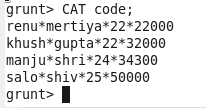 grunt> CAT code;
renu*mertiya*22*22000
khush*gupta*22*32000
manju*shri*24*34300
salo*shiv*25*50000
grunt>